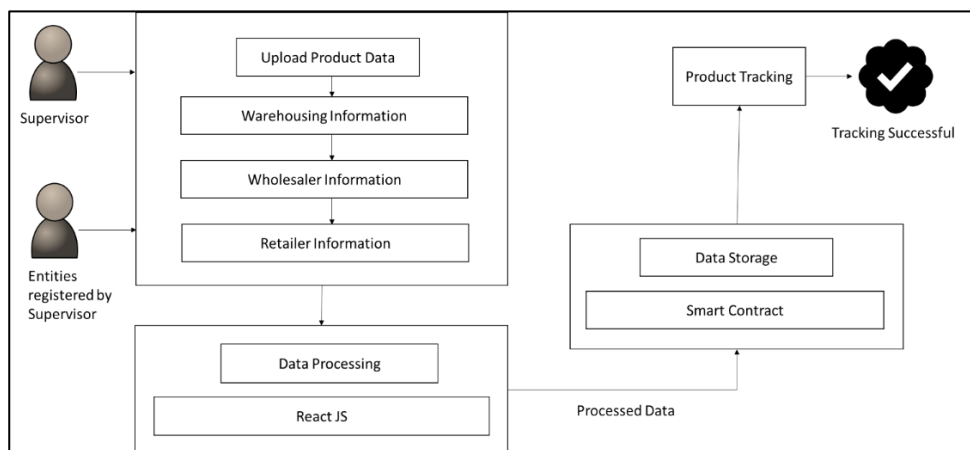 Supervisor
Entities
registered by
Supervisor
Upload Product Data
Warehousing Information
Wholesaler Information
Retailer Information
Data Processing
React JS
Processed Data
Data Storage
Smart Contract
Product Tracking
Tracking Successful